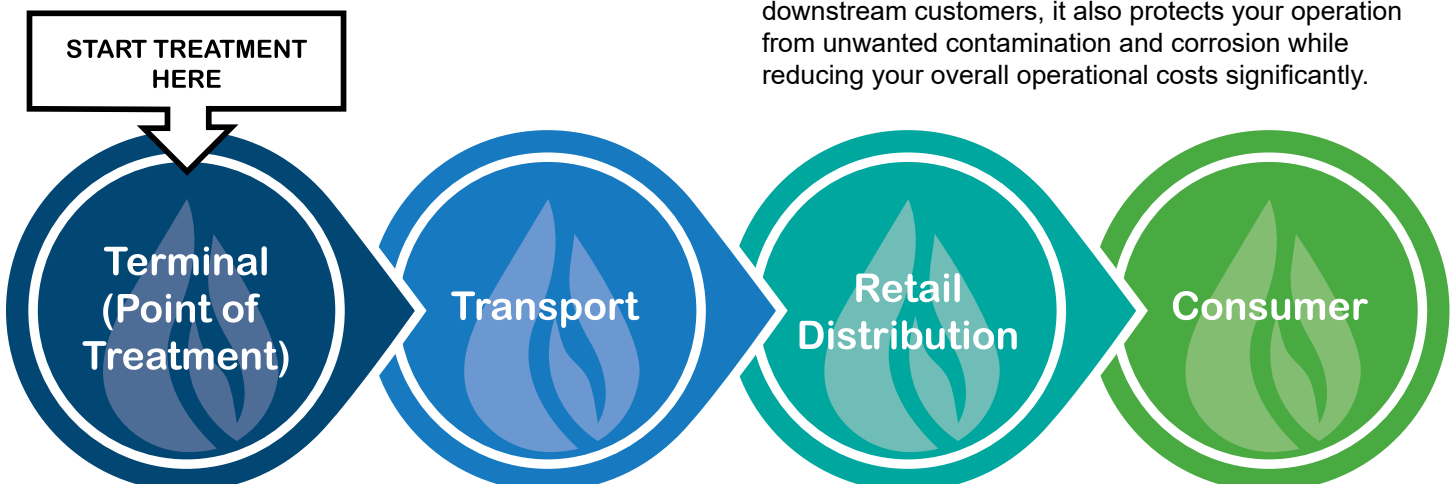 downstream customers, it also protects your operation
from unwanted contamination and corrosion while
reducing your overall operational costs significantly.
START TREATMENT
HERE
Terminal
(Point of
Treatment)
Transport
Retail
Distribution
Consumer